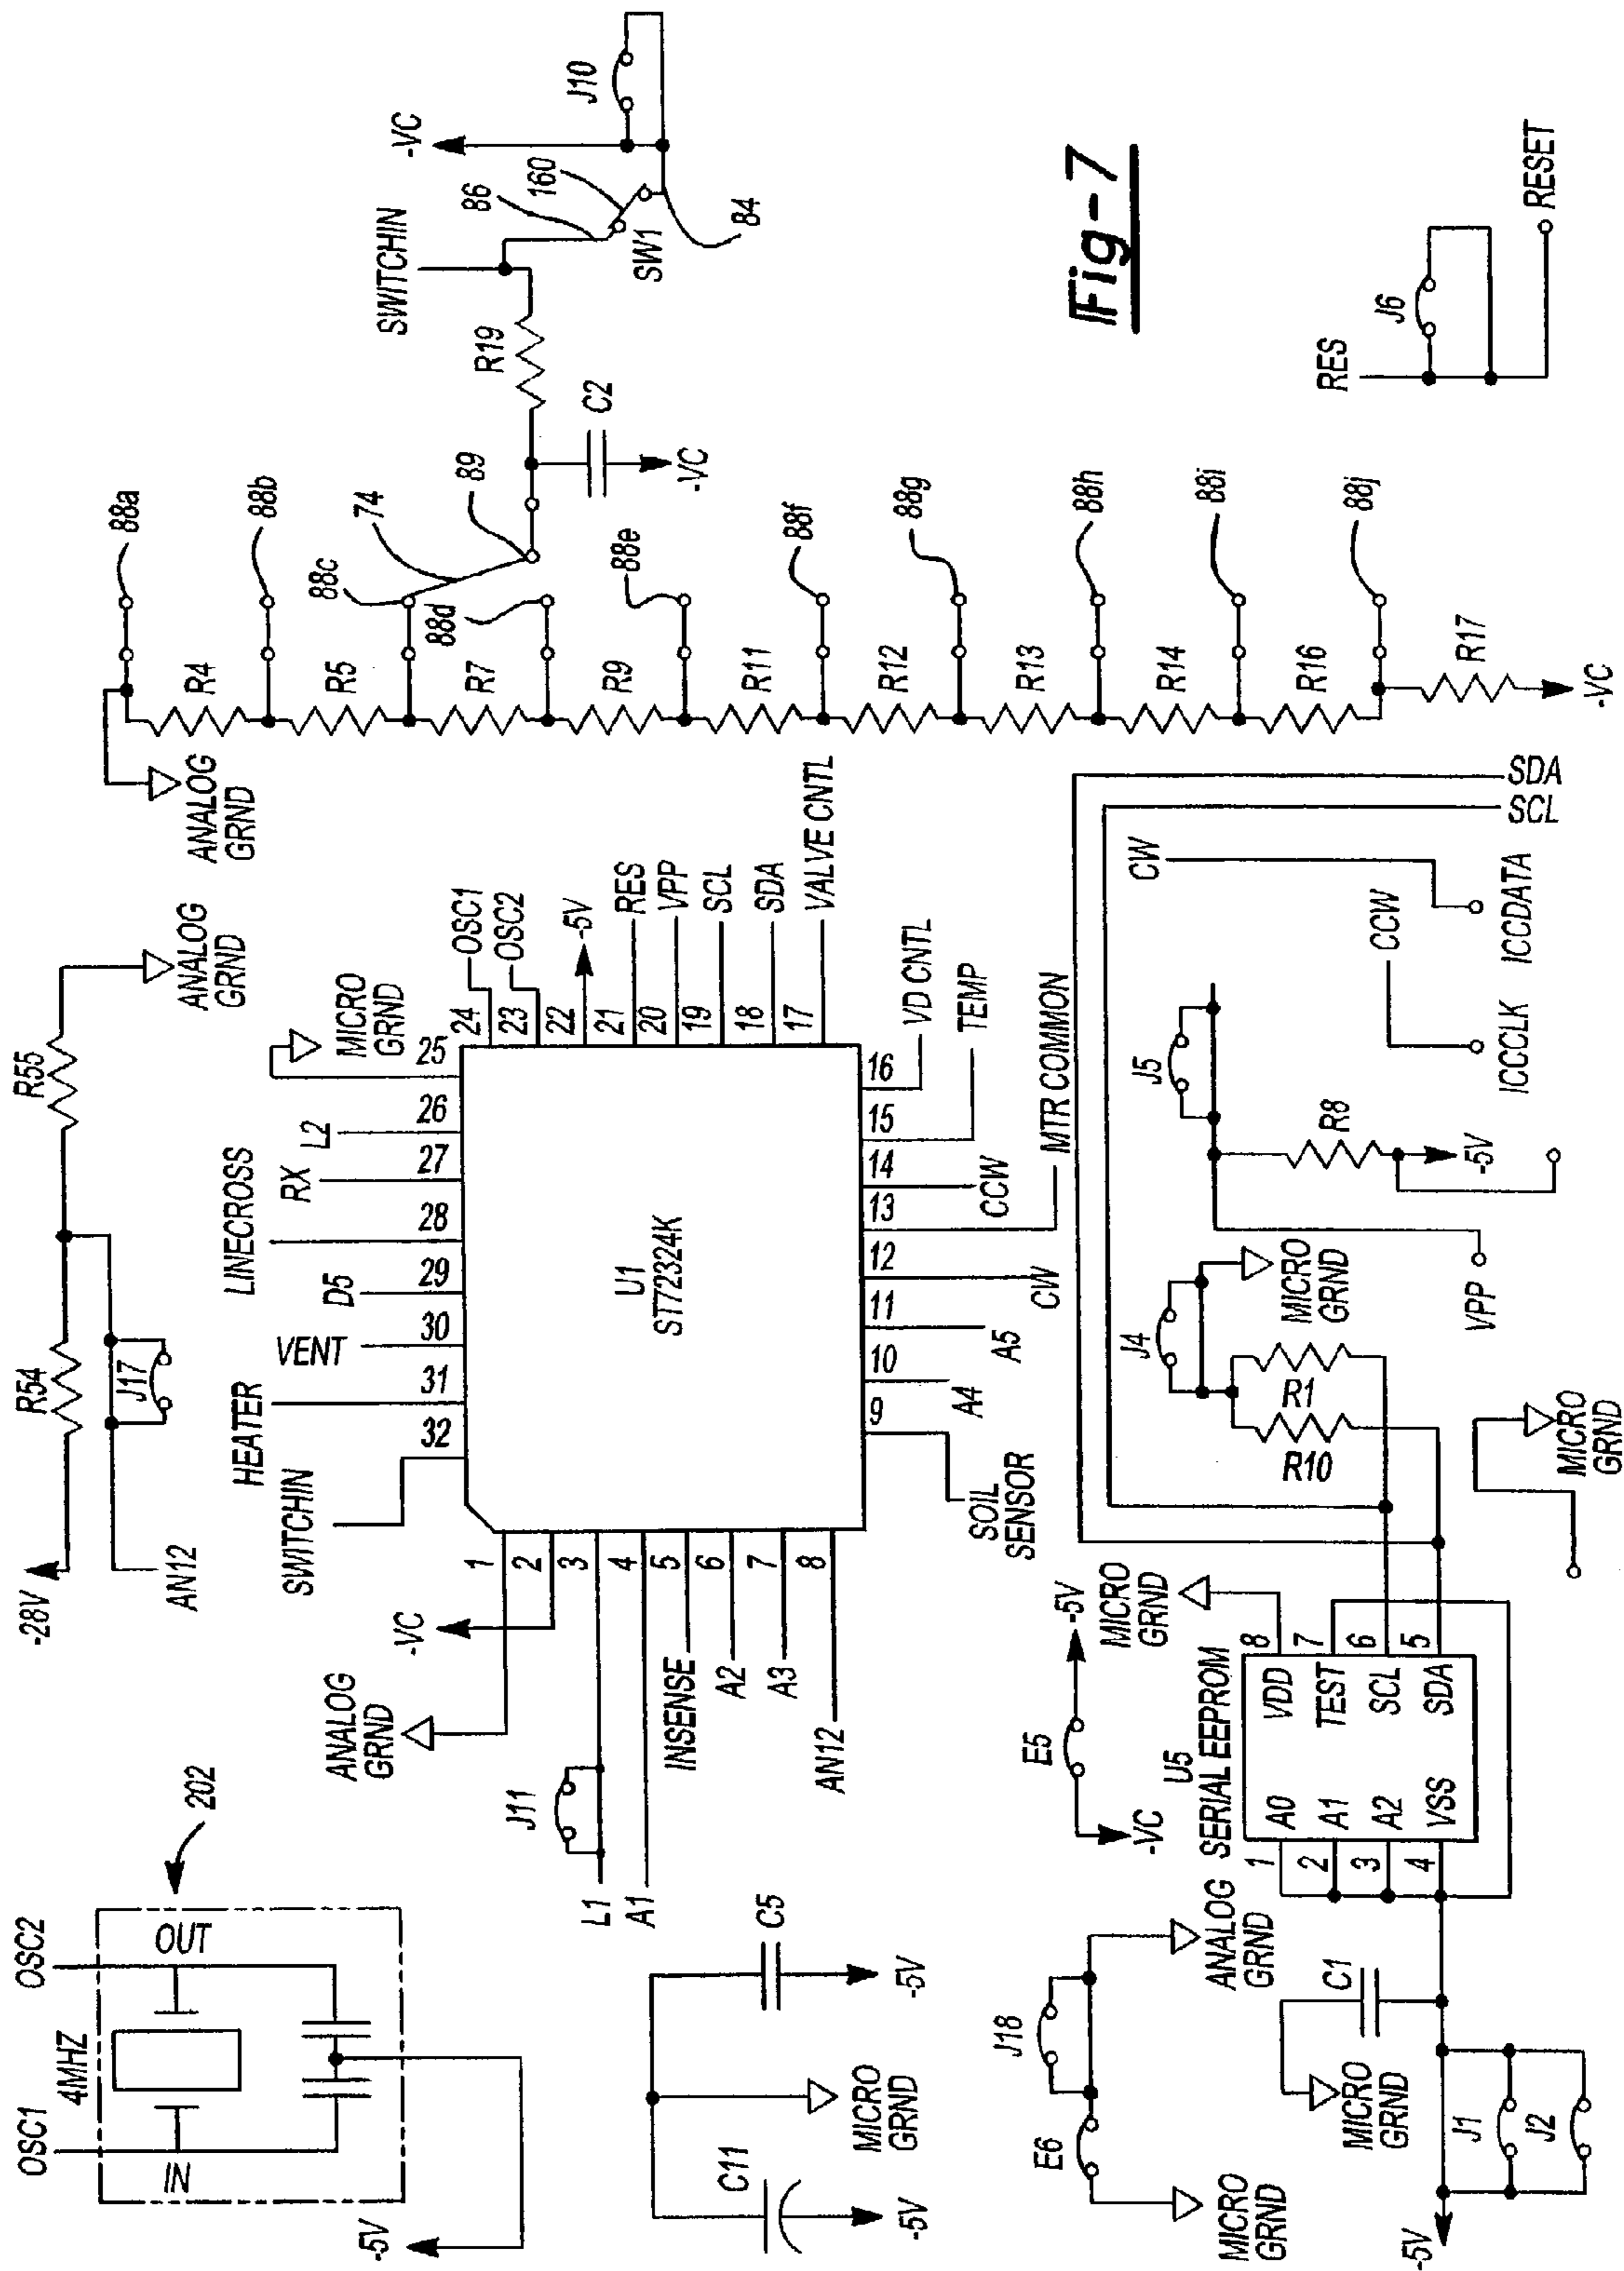 OSC1
OSC2
4MHZ
IN
OUT
202
-5V
C11
C5
MICRO
GRND
-5V
-5V
E6
J18
MICRO
GRND
ANALOG
GRND
-5V
J1
J2
MICRO
GRND
C1
U5
SERIAL EEPROM
1
2
3
4
A0
A1
A2
VSS
VDD
TEST
SCL
SDA
8
7
6
5
MICRO
GRND
-VC
E5
-5V
-28V
R54
R55
ANALOG
GRND
J17
AN12
SWITCHIN
HEATER
VENT
D5
LINECROSS
RX
L2
MICRO
GRND
32
31
30
29
28
27
26
25
ANALOG
GRND
-VC
J11
L1
A1
INSENSE
A2
A3
AN12
1
2
3
4
5
6
7
8
U1
ST72324K
24
23
22
21
20
19
18
17
OSC1
OSC2
-5V
RES
VPP
SCL
SDA
VALVE CNTL
9
10
11
12
13
14
15
16
SOIL
SENSOR
A4
A5
CW
MTR COMMON
CCW
TEMP
VD CNTL
R10
R1
J4
MICRO
GRND
MICRO
GRND
VPP
J5
R8
-5V
CCW
ICCCLK
CW
ICCDATA
SCL
SDA
ANALOG
GRND
R4
R5
R7
R9
R11
R12
R13
R14
R16
R17
-VC
88a
88b
88c
88d
88e
88f
88g
88h
88i
88j
74
89
C2
-VC
R19
SWITCHIN
86
160
SW1
84
-VC
J10
RES
J6
RESET
Fig-7